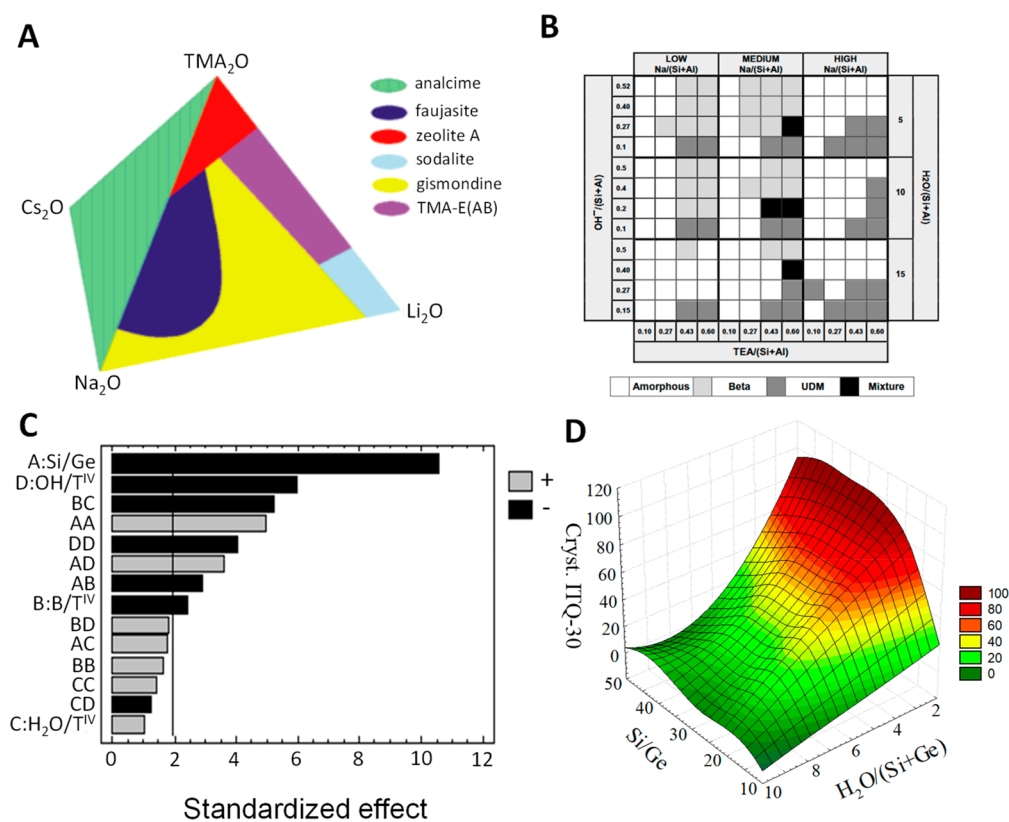 A
TMA₂O
analcime
faujasite
zeolite A
sodalite
gismondine
TMA-E(AB)
Cs₂O
Li₂O
Na₂O
B
LOW MEDIUM HIGH
Na/(Si+Al) Na/(Si+Al) Na/(Si+Al)
OH⁻/(Si+Al)
0.52
0.40
0.27
0.1
5
0.5
0.4
0.2
0.1
10
0.5
0.40
0.27
0.15
15
H2O/(Si+Al)
0.10 0.27 0.43 0.60 0.10 0.27 0.43 0.60 0.10 0.27 0.43 0.60
TEA/(Si+Al)
Amorphous Beta UDM Mixture
C
A:Si/Ge
D:OH/Tᴵⱽ
BC
AA
DD
AD
AB
B:B/Tᴵⱽ
BD
AC
BB
CC
CD
C:H₂O/Tᴵⱽ
+
-
0 2 4 6 8 10 12
Standardized effect
D
Cryst. ITQ-30
120
100
80
60
40
20
0
50
40
30
20
10
Si/Ge
10
8
6
4
2
H₂O/(Si+Ge)
100
80
60
40
20
0